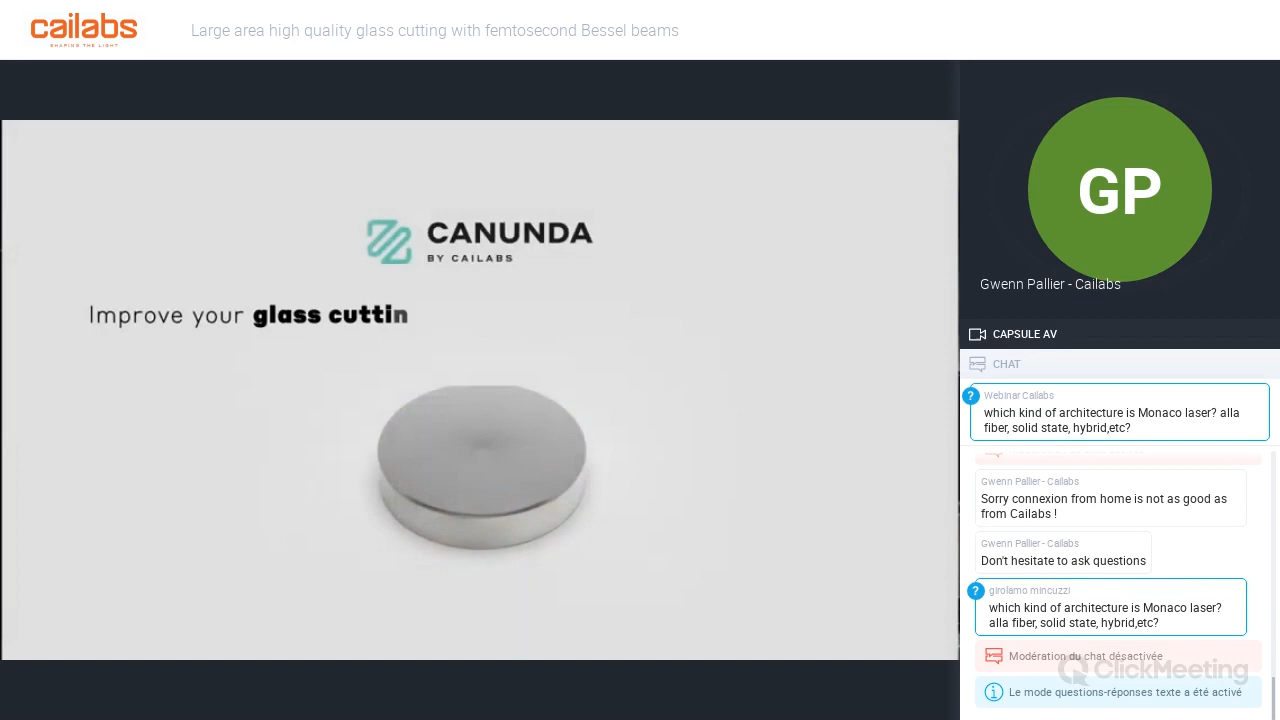 cailabs
SHAPING THE LIGHT
Large area high quality glass cutting with femtosecond Bessel beams
CANUNDA
BY CAILABS
Improve your glass cuttin
GP
Gwenn Pallier - Cailabs
CAPSULE AV
CHAT
?
Webinar Cailabs
which kind of architecture is Monaco laser? alla
fiber, solid state, hybrid,etc?
Gwenn Pallier - Cailabs
Sorry connexion from home is not as good as
from Cailabs !
Gwenn Pallier - Cailabs
Don't hesitate to ask questions
?
girolamo mincuzzi
which kind of architecture is Monaco laser?
alla fiber, solid state, hybrid,etc?
Modération du chat désactivée
ClickMeeting
Le mode questions-réponses texte a été activé